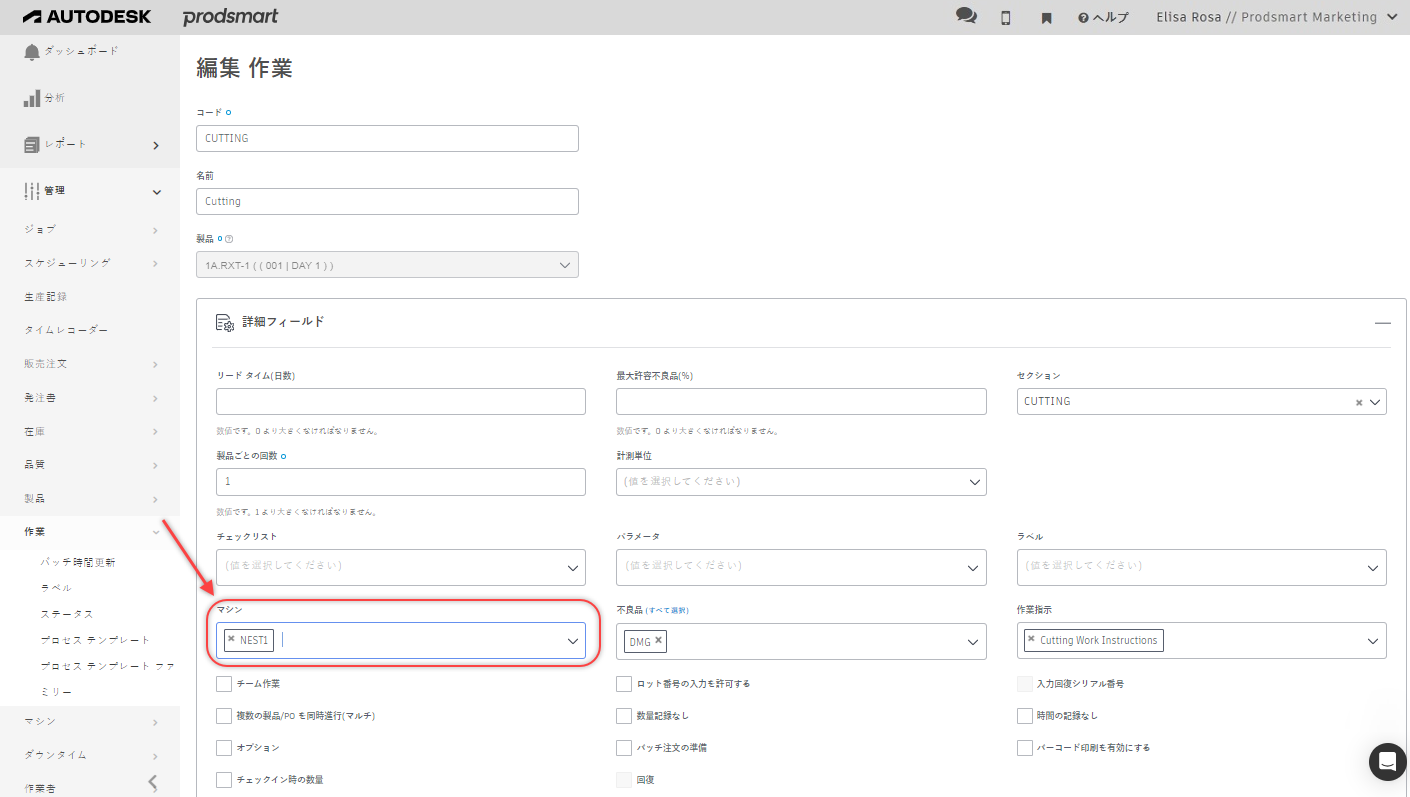 AUTODESK prodsmart
ヘルプ
Elisa Rosa // Prodsmart Marketing
ダッシュボード
分析
レポート
管理
ジョブ
スケジューリング
生産記録
タイムレコーダー
販売注文
発注書
在庫
品質
製品
作業
バッチ時間更新
ラベル
ステータス
プロセス テンプレート
プロセス テンプレート ファ
ミリー
マシン
ダウンタイム
作業者
編集 作業
コード
CUTTING
名前
Cutting
製品
1A.RXT-1 ( ( 001 | DAY 1 ) )
詳細フィールド
リード タイム(日数)
最大許容不良品(%)
セクション
CUTTING
数値です。0 より大きくなければなりません。
数値です。0 より大きくなければなりません。
製品ごとの回数
計測単位
1
(値を選択してください)
数値です。1 より大きくなければなりません。
チェックリスト
パラメータ
ラベル
(値を選択してください)
(値を選択してください)
(値を選択してください)
マシン
不良品 (すべて選択)
作業指示
NEST1
DMG
Cutting Work Instructions
チーム作業
ロット番号の入力を許可する
入力回復シリアル番号
複数の製品/PO を同時進行(マルチ)
数量記録なし
時間の記録なし
オプション
バッチ注文の準備
バーコード印刷を有効にする
チェックイン時の数量
回復